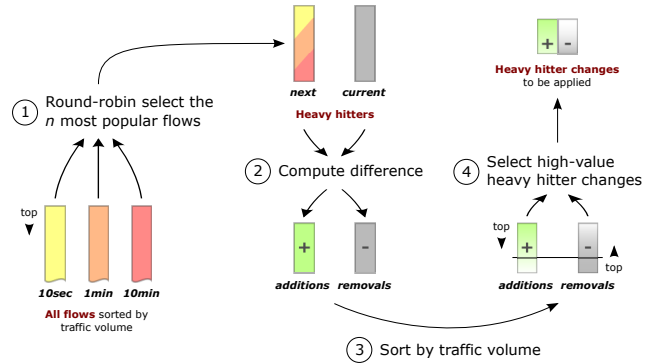 1 Round-robin select the
n most popular flows
top
10sec 1min 10min
All flows sorted by
traffic volume
next current
Heavy hitters
2 Compute difference
+ -
additions removals
3 Sort by traffic volume
+ -
Heavy hitter changes
to be applied
4 Select high-value
heavy hitter changes
top + - top
additions removals